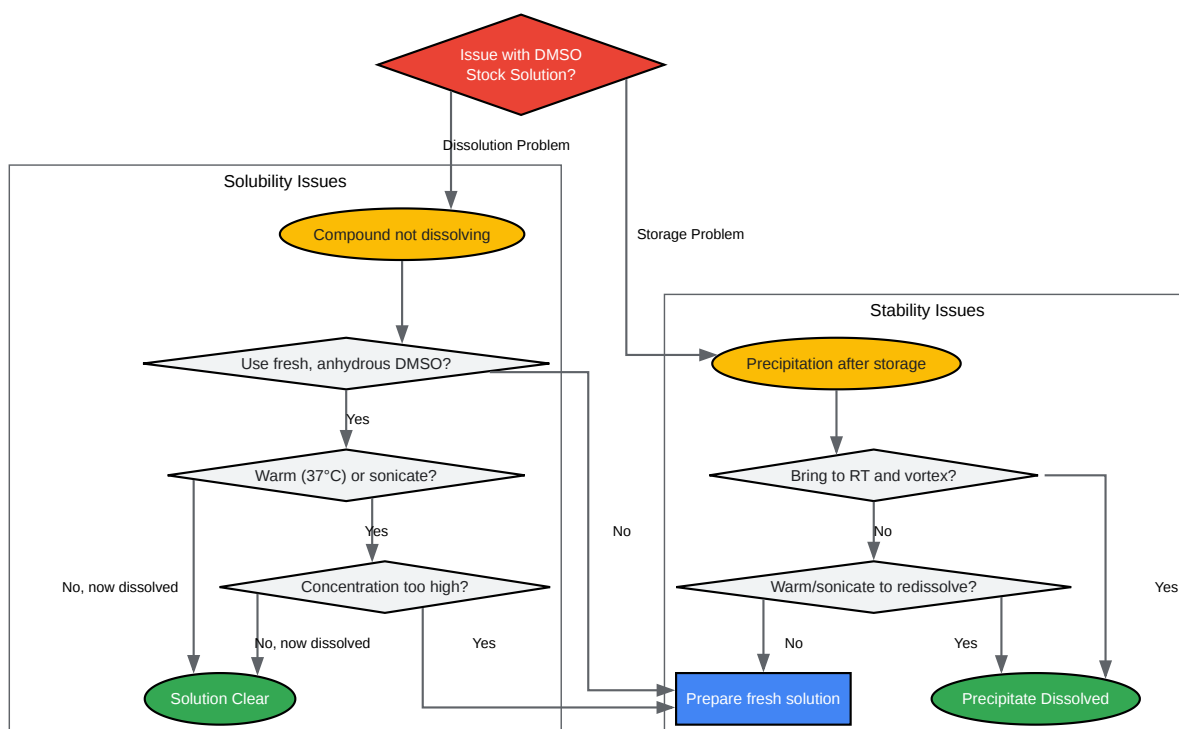 Issue with DMSO
Stock Solution?
Dissolution Problem
Solubility Issues
Compound not dissolving
Storage Problem
Stability Issues
Use fresh, anhydrous DMSO?
Precipitation after storage
Yes
Warm (37°C) or sonicate?
Bring to RT and vortex?
Yes
No
No
No, now dissolved
Concentration too high?
Warm/sonicate to redissolve?
Yes
No, now dissolved
Yes
No
Yes
Solution Clear
Prepare fresh solution
Precipitate Dissolved